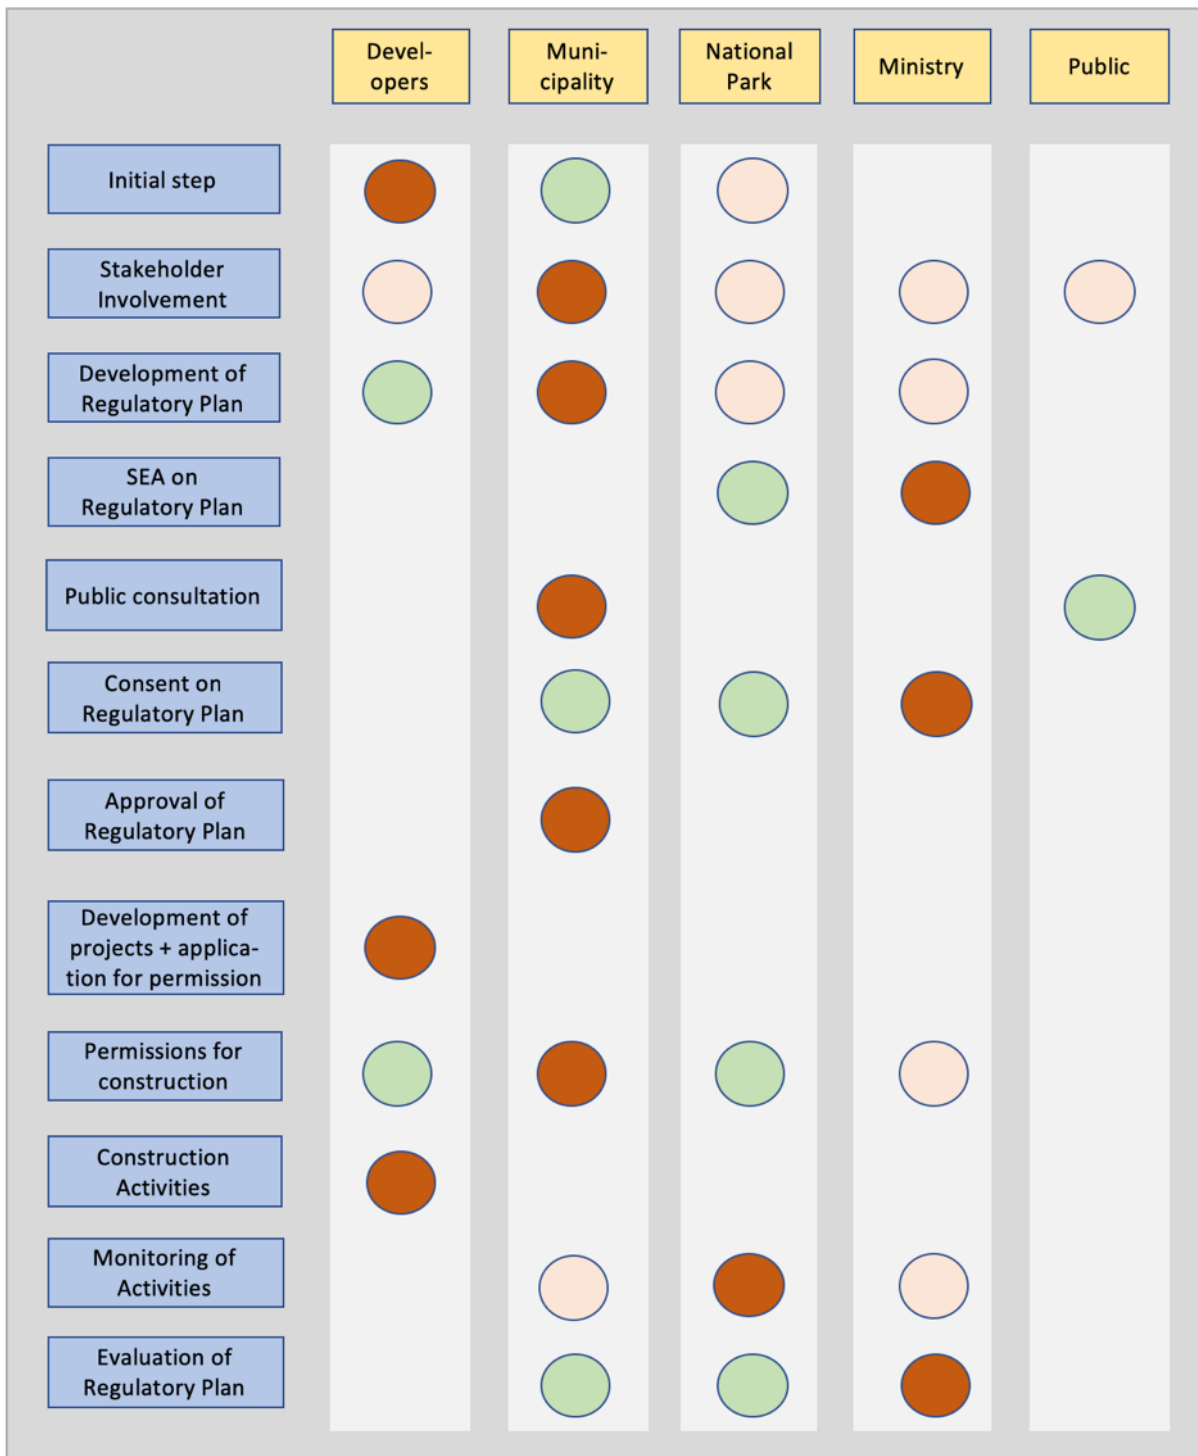 Devel-
opers
Muni-
cipality
National
Park
Ministry
Public
Initial step
Stakeholder
Involvement
Development of
Regulatory Plan
SEA on
Regulatory Plan
Public consultation
Consent on
Regulatory Plan
Approval of
Regulatory Plan
Development of
projects + applica-
tion for permission
Permissions for
construction
Construction
Activities
Monitoring of
Activities
Evaluation of
Regulatory Plan